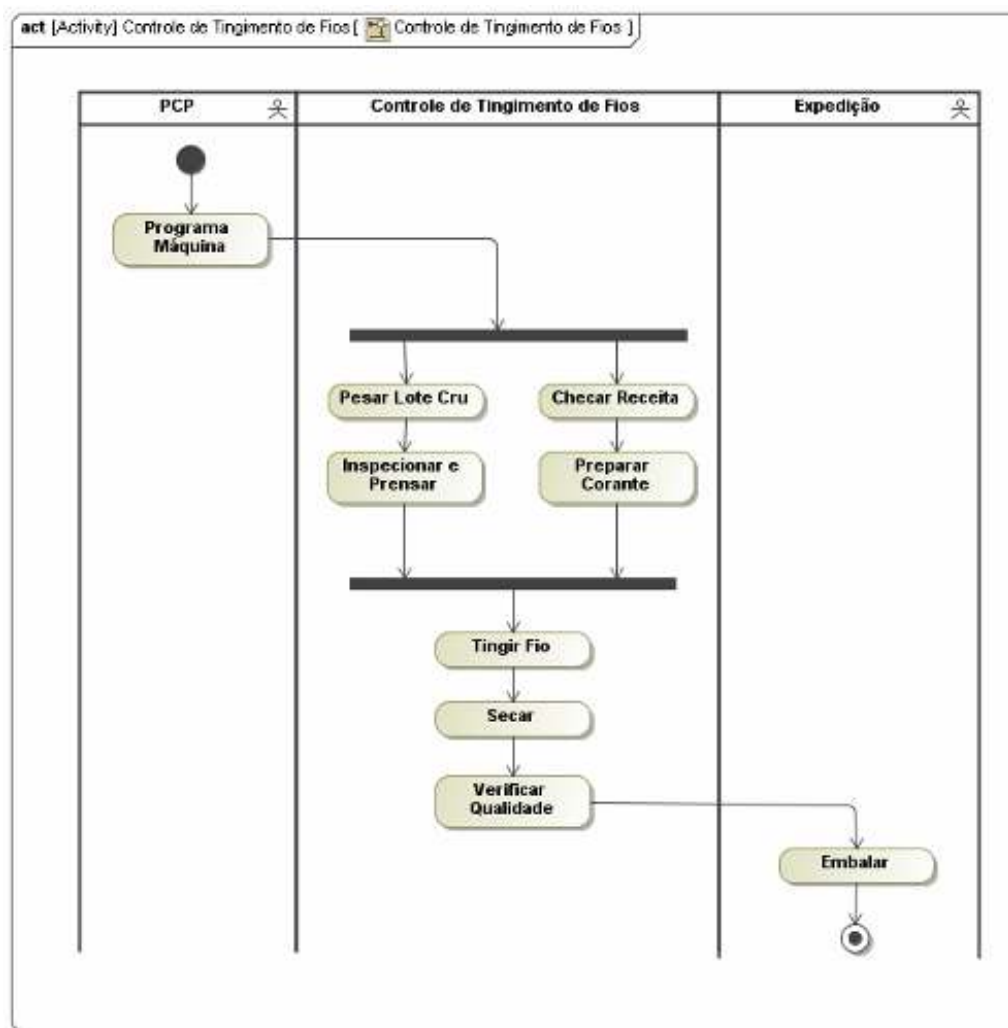 act [Activity] Controle de Tingimento de Fios [ Controle de Tingimento de Fios ]
PCP
Controle de Tingimento de Fios
Expedição
Programa
Máquina
Pesar Lote Cru
Checar Receita
Inspecionar e
Prensar
Preparar
Corante
Tingir Fio
Secar
Verificar
Qualidade
Embalar